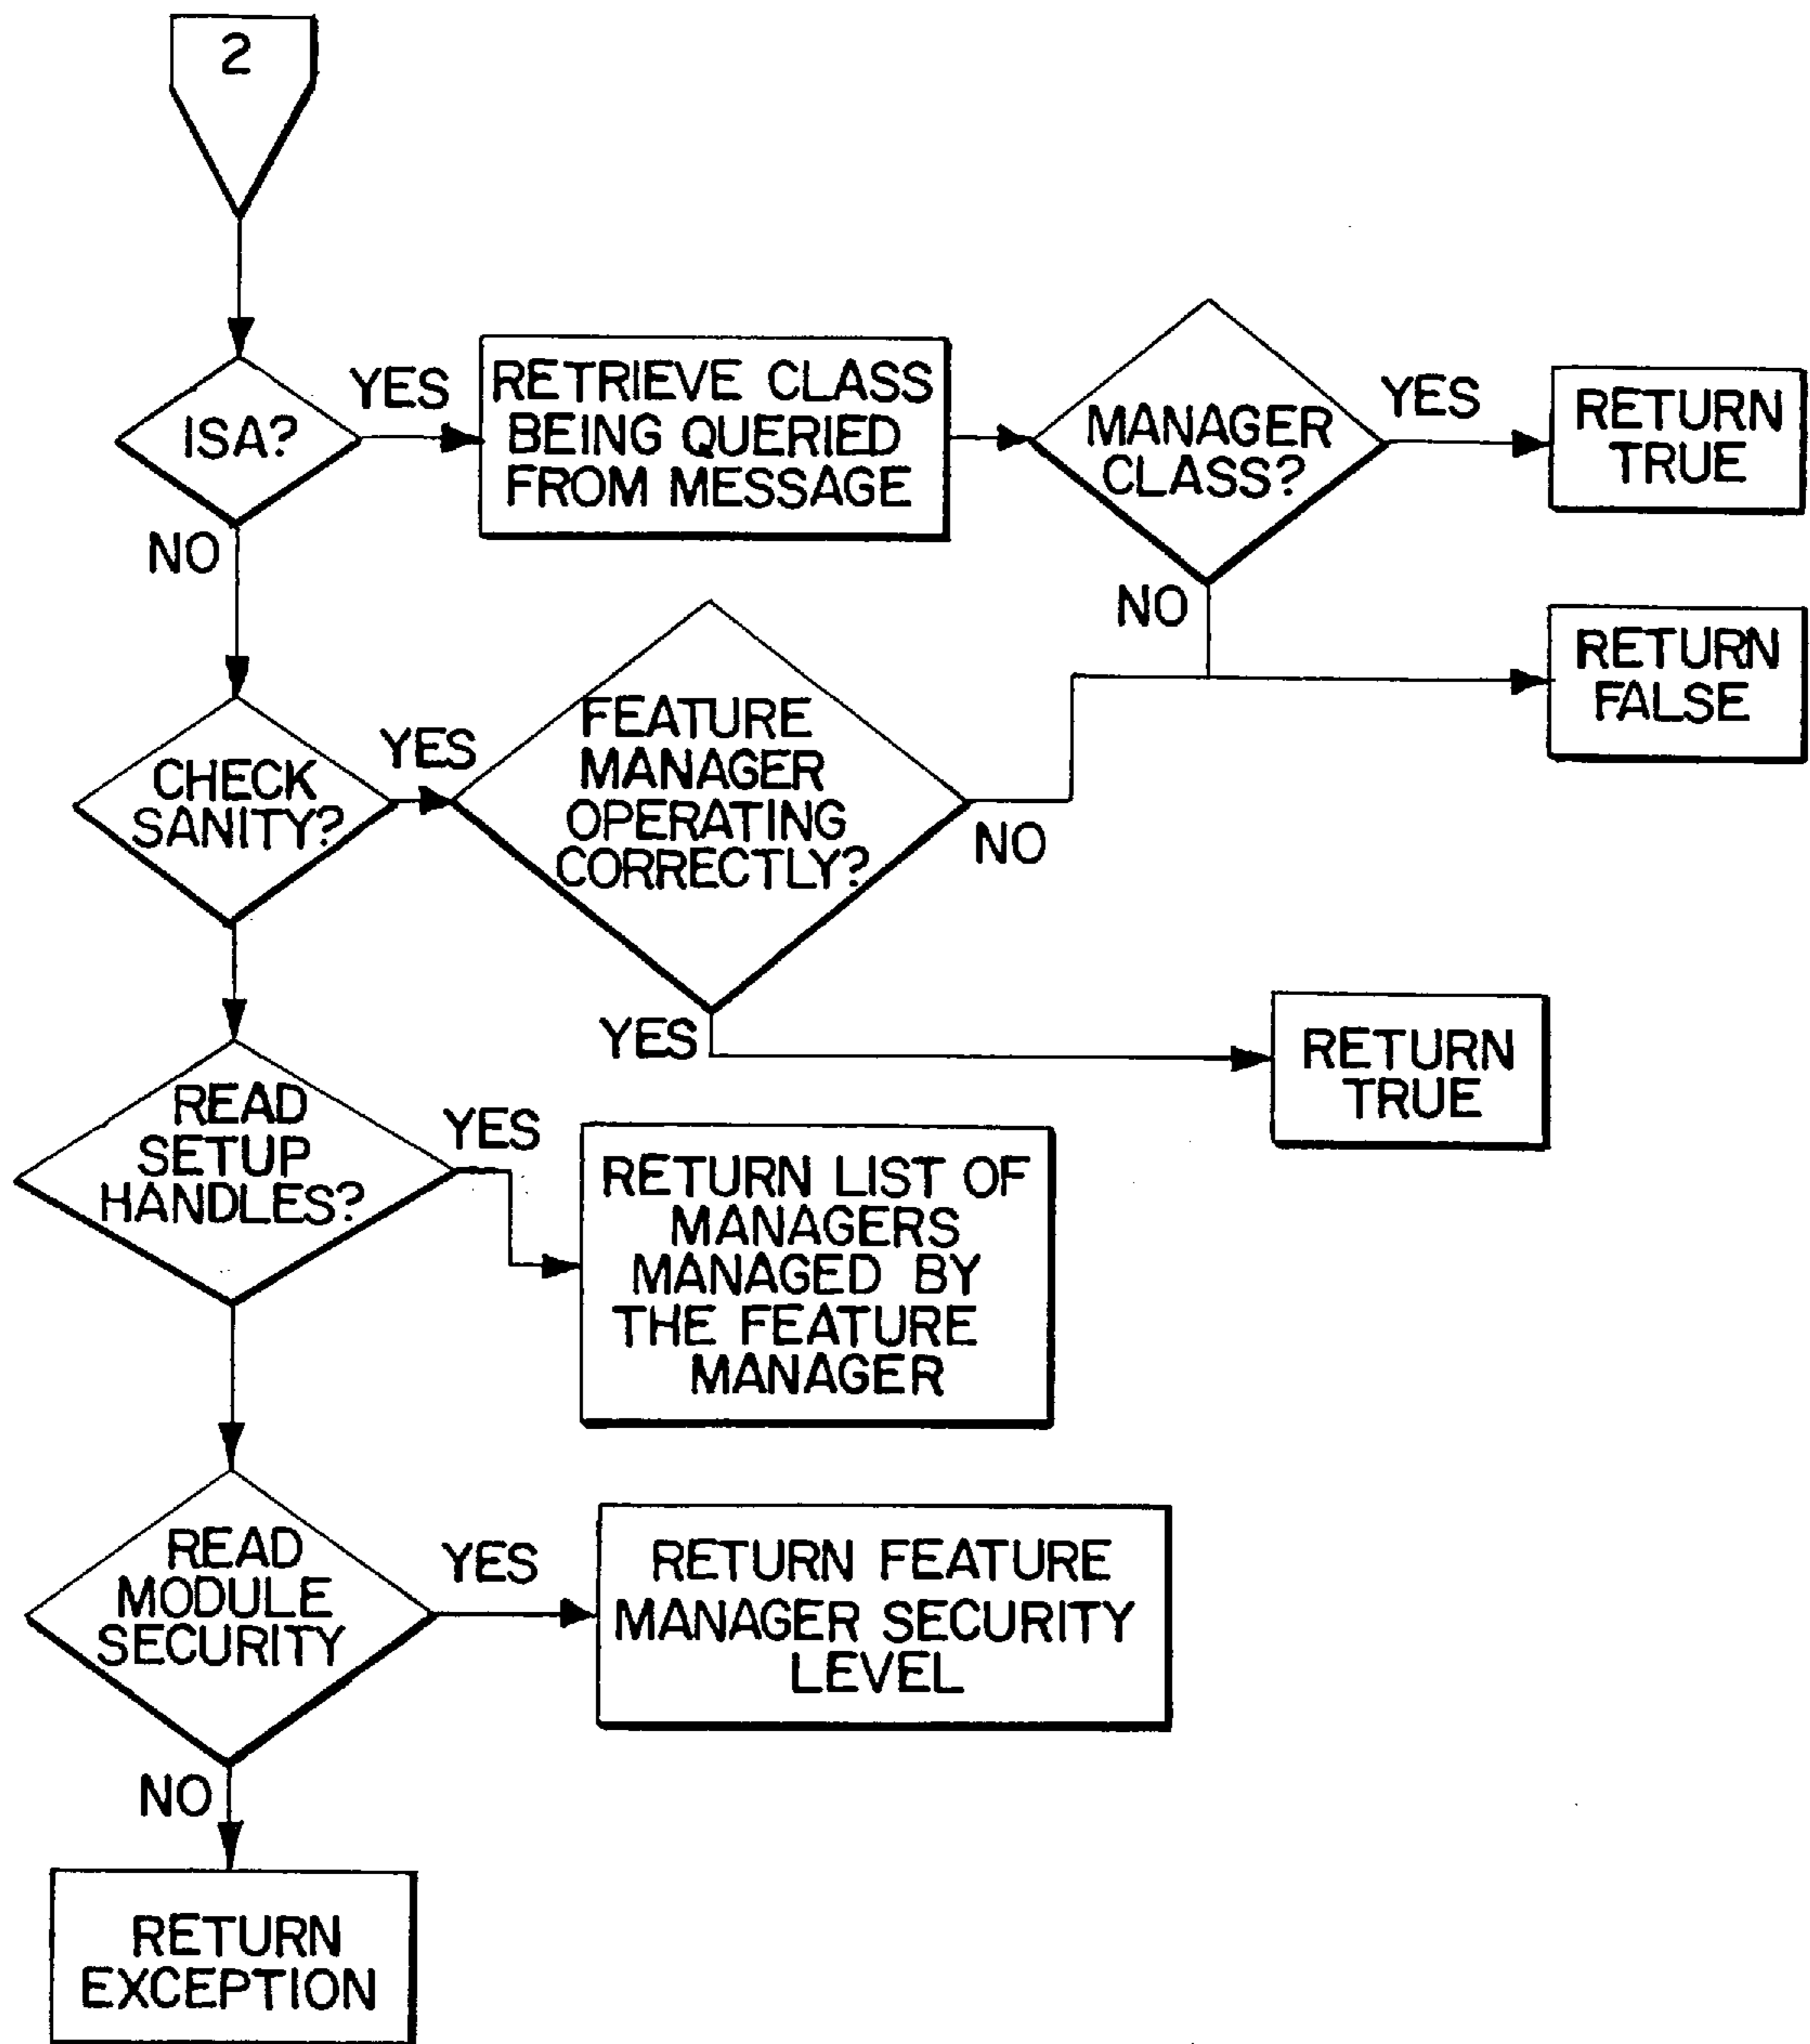 2
ISA?
YES
RETRIEVE CLASS
BEING QUERIED
FROM MESSAGE
MANAGER
CLASS?
YES
RETURN
TRUE
NO
NO
RETURN
FALSE
CHECK
SANITY?
YES
FEATURE
MANAGER
OPERATING
CORRECTLY?
NO
YES
RETURN
TRUE
READ
SETUP
HANDLES?
YES
RETURN LIST OF
MANAGERS
MANAGED BY
THE FEATURE
MANAGER
READ
MODULE
SECURITY
YES
RETURN FEATURE
MANAGER SECURITY
LEVEL
NO
RETURN
EXCEPTION